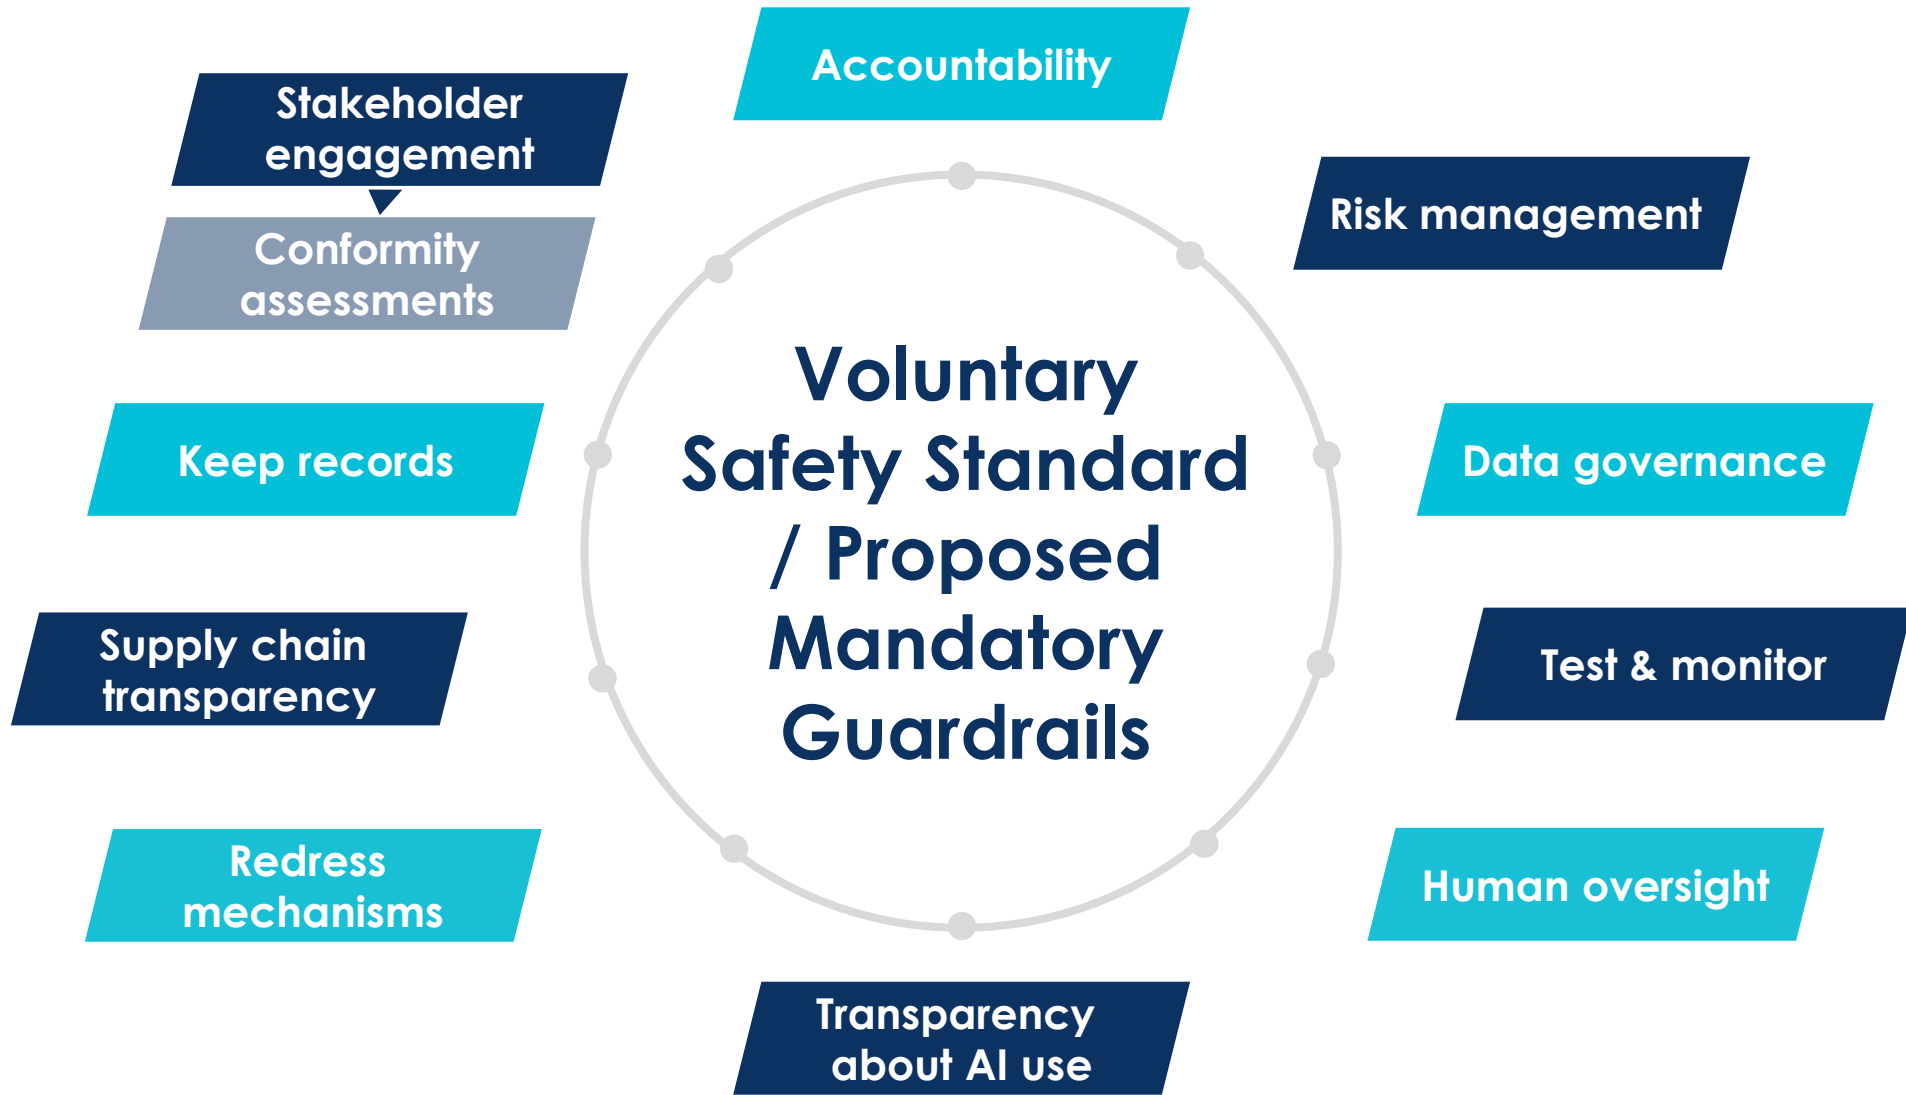 Accountability
Stakeholder
engagement
Conformity
assessments
Risk management
Keep records
Data governance
Supply chain
transparency
Test & monitor
Redress
mechanisms
Human oversight
Transparency
about AI use
Voluntary
Safety Standard
/ Proposed
Mandatory
Guardrails